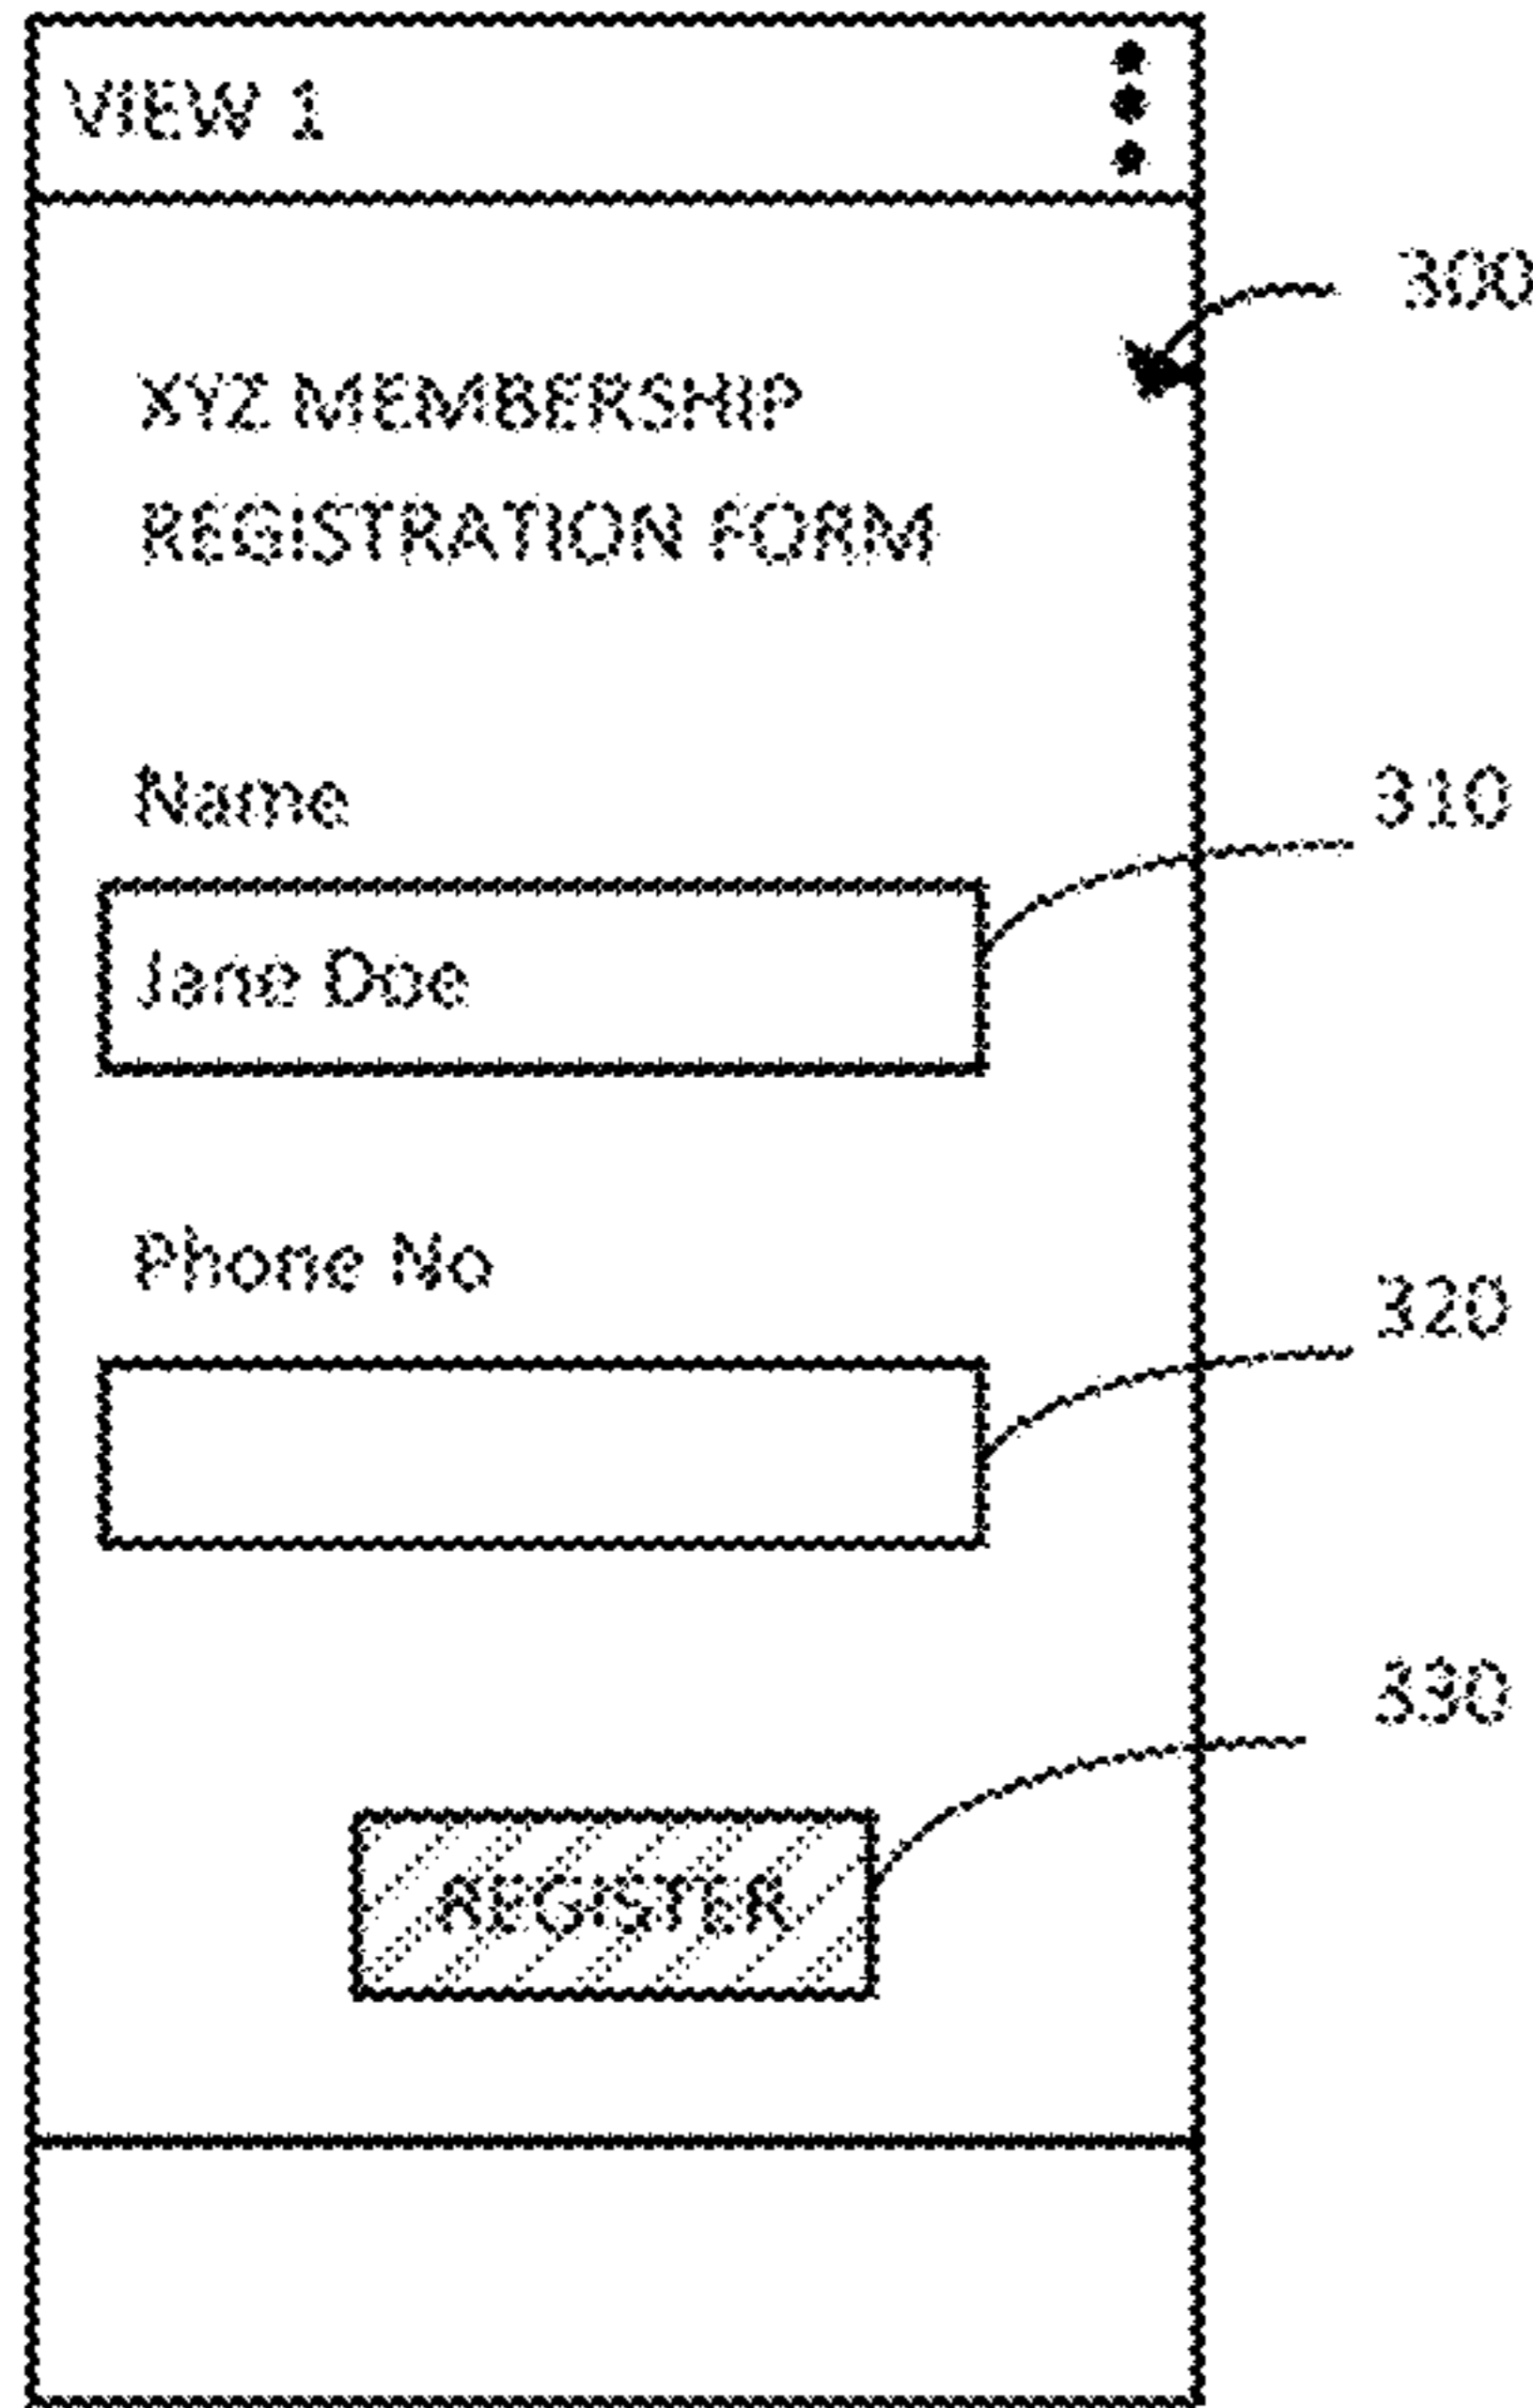 VIEW 1
300
XYZ MEMBERSHIP
REGISTRATION FORM
Name
310
Jane Doe
Phone No
320
330
REGISTER